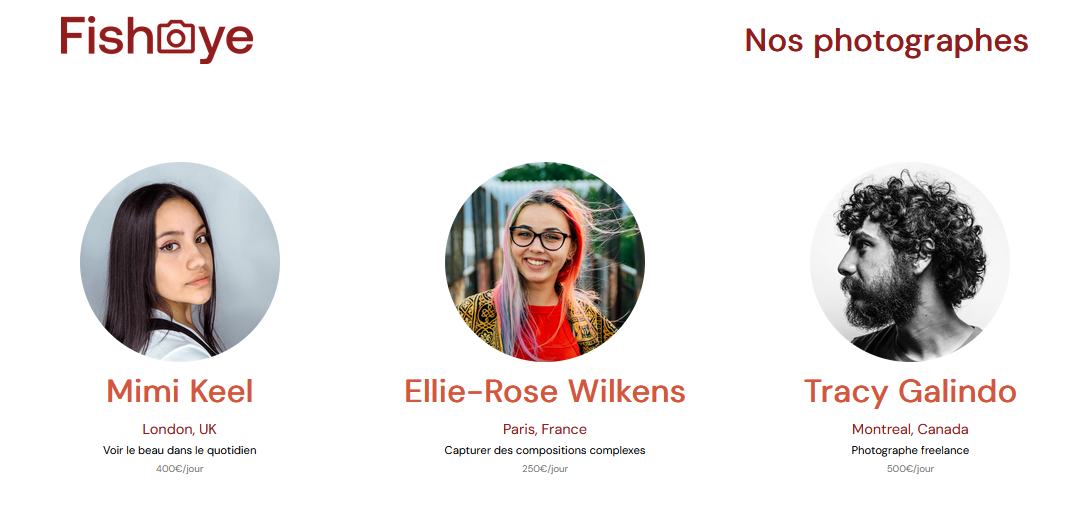 Fisheye
Nos photographes
Mimi Keel
London, UK
Voir le beau dans le quotidien
400€/jour
Ellie-Rose Wilkens
Paris, France
Capturer des compositions complexes
250€/jour
Tracy Galindo
Montreal, Canada
Photographe freelance
500€/jour